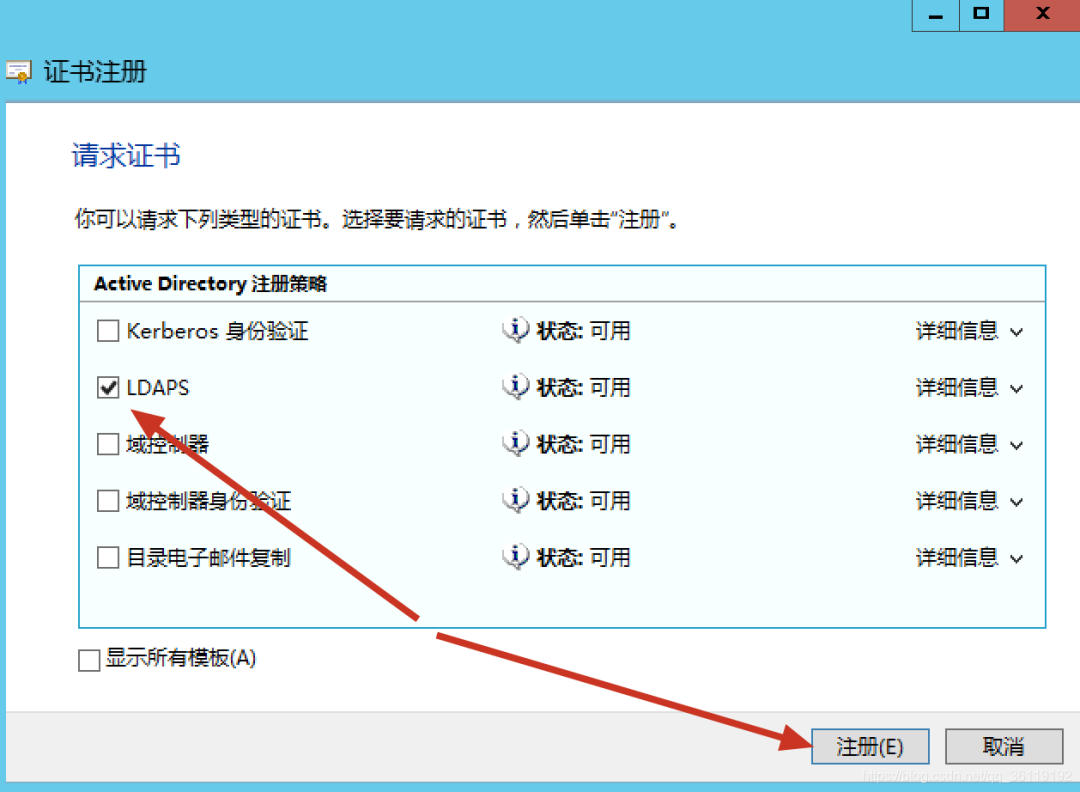 证书注册
请求证书
你可以请求下列类型的证书。选择要请求的证书，然后单击“注册”。
Active Directory 注册策略
Kerberos 身份验证 状态: 可用 详细信息
LDAPS 状态: 可用 详细信息
域控制器 状态: 可用 详细信息
域控制器身份验证 状态: 可用 详细信息
目录电子邮件复制 状态: 可用 详细信息
显示所有模板(A)
注册(E) 取消
https://blog.csdn.net/qq_36119192